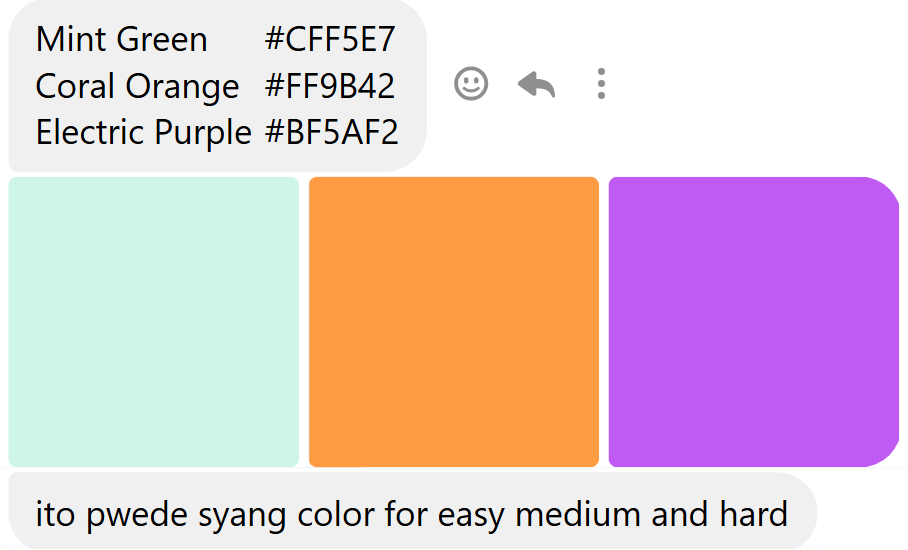 Mint Green #CFF5E7
Coral Orange #FF9B42
Electric Purple #BF5AF2
ito pwede syang color for easy medium and hard